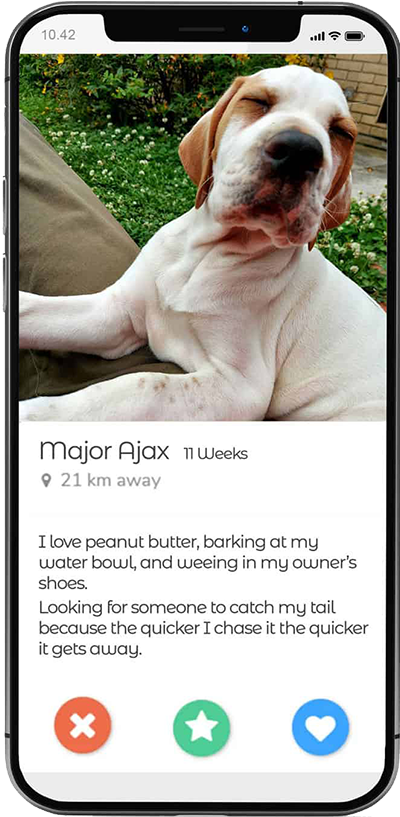 10.42
Major Ajax 11 Weeks
21 km away
I love peanut butter, barking at my
water bowl, and weeing in my owner's
shoes.
Looking for someone to catch my tail
because the quicker I chase it the quicker
it gets away.